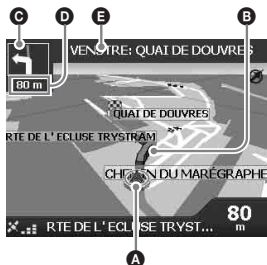 C D E B
VENSTRE: QUAI DE DOUVRES
80 m
QUAI DE DOUVRES
RTE DE L'ECLUSE TRYSTRAM
CHEMIN DU MARÉGRAPHE
80
m
RTE DE L'ECLUSE TRYST...
A